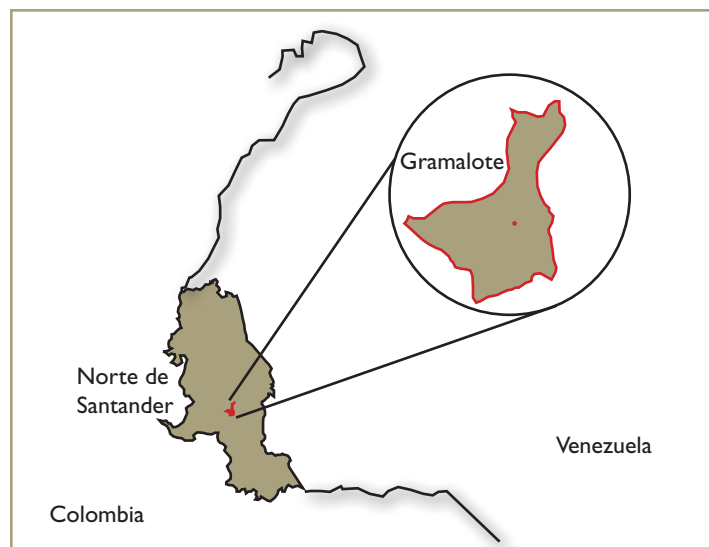 Gramalote
Norte de
Santander
Venezuela
Colombia